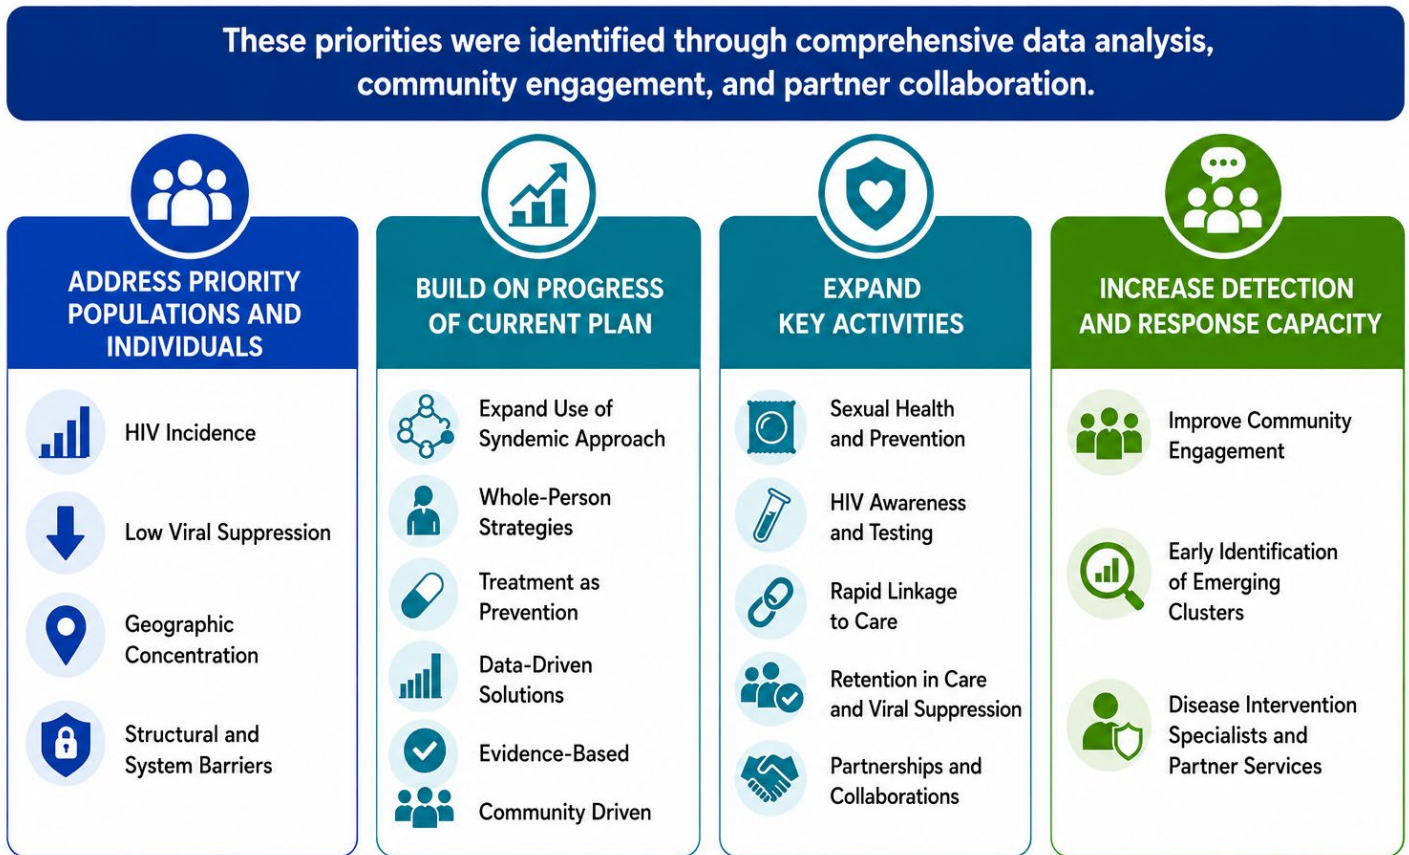 These priorities were identified through comprehensive data analysis,
community engagement, and partner collaboration.
ADDRESS PRIORITY
POPULATIONS AND
INDIVIDUALS
HIV Incidence
Low Viral Suppression
Geographic
Concentration
Structural and
System Barriers
BUILD ON PROGRESS
OF CURRENT PLAN
Expand Use of
Syndemic Approach
Whole-Person
Strategies
Treatment as
Prevention
Data-Driven
Solutions
Evidence-Based
Community Driven
EXPAND
KEY ACTIVITIES
Sexual Health
and Prevention
HIV Awareness
and Testing
Rapid Linkage
to Care
Retention in Care
and Viral Suppression
Partnerships and
Collaborations
INCREASE DETECTION
AND RESPONSE CAPACITY
Improve Community
Engagement
Early Identification
of Emerging
Clusters
Disease Intervention
Specialists and
Partner Services